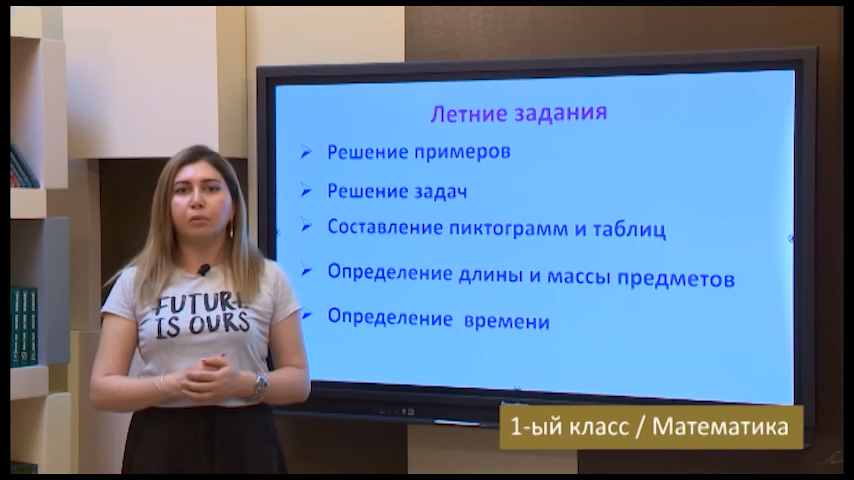 Летние задания
Решение примеров
Решение задач
Составление пиктограмм и таблиц
Определение длины и массы предметов
Определение времени
FUTURE
IS OURS
1-ый класс / Математика